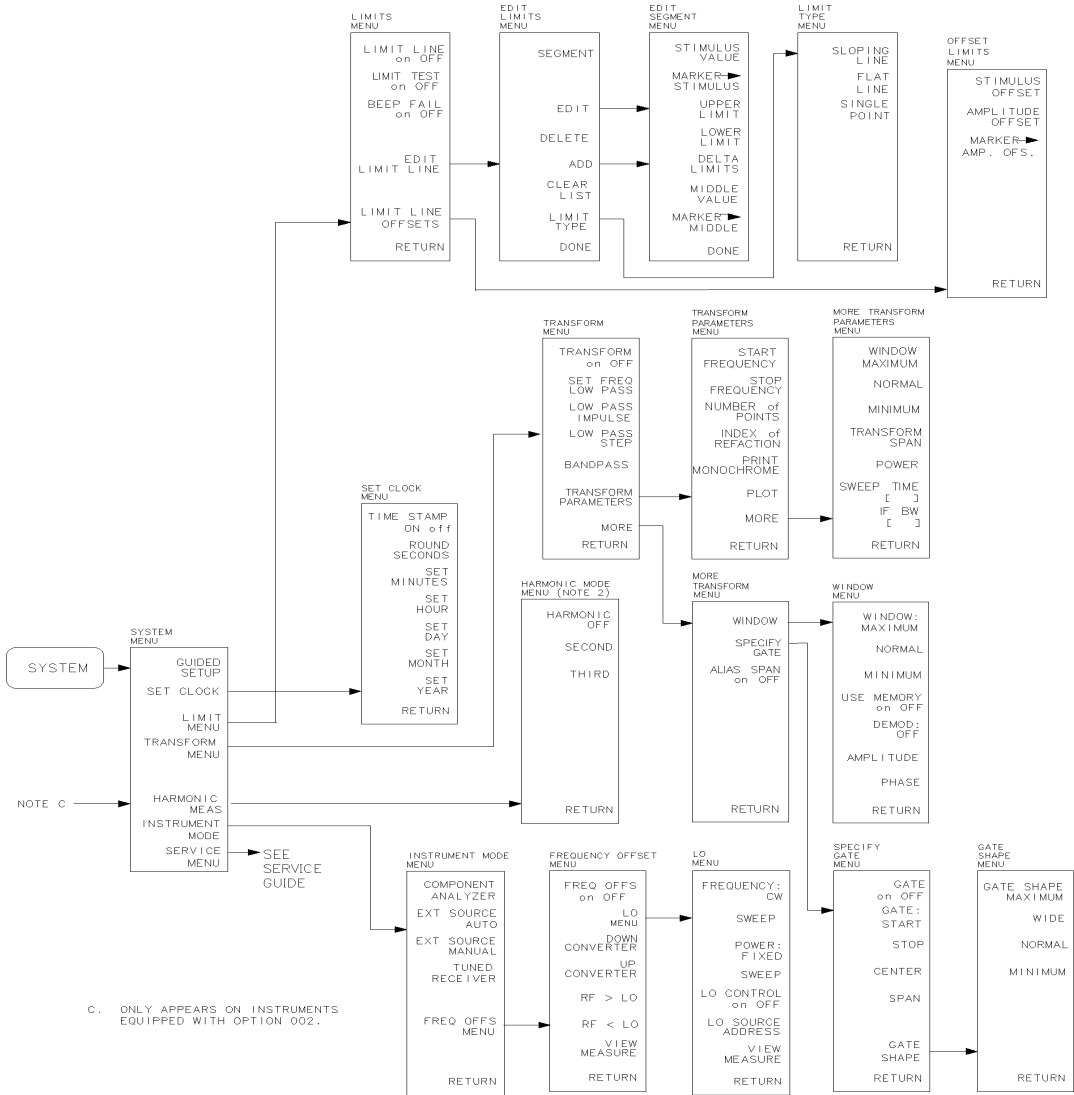 LIMITS
MENU
LIMIT LINE
on OFF
LIMIT TEST
on OFF
BEEP FAIL
on OFF
EDIT
LIMIT LINE
LIMIT LINE
OFFSETS
RETURN
EDIT
LIMITS
MENU
SEGMENT
EDIT
DELETE
ADD
CLEAR
LIST
LIMIT
TYPE
DONE
EDIT
SEGMENT
MENU
STIMULUS
VALUE
MARKER
STIMULUS
UPPER
LIMIT
LOWER
LIMIT
DELTA
LIMITS
MIDDLE
VALUE
MARKER
MIDDLE
DONE
LIMIT
TYPE
MENU
SLOPING
LINE
FLAT
LINE
SINGLE
POINT
RETURN
OFFSET
LIMITS
MENU
STIMULUS
OFFSET
AMPLITUDE
OFFSET
MARKER
AMP. OFS.
RETURN
TRANSFORM
MENU
TRANSFORM
on OFF
SET FREQ
LOW PASS
LOW PASS
IMPULSE
LOW PASS
STEP
BANDPASS
TRANSFORM
PARAMETERS
MORE
RETURN
TRANSFORM
PARAMETERS
MENU
START
FREQUENCY
STOP
FREQUENCY
NUMBER of
POINTS
INDEX of
REFACTION
PRINT
MONOCHROME
PLOT
MORE
RETURN
MORE TRANSFORM
PARAMETERS
MENU
WINDOW
MAXIMUM
NORMAL
MINIMUM
TRANSFORM
SPAN
POWER
SWEEP TIME
[ ]
IF BW
[ ]
RETURN
SET CLOCK
MENU
TIME STAMP
ON off
ROUND
SECONDS
SET
MINUTES
SET
HOUR
SET
DAY
SET
MONTH
SET
YEAR
RETURN
HARMONIC MODE
MENU (NOTE 2)
HARMONIC
OFF
SECOND
THIRD
RETURN
MORE
TRANSFORM
MENU
WINDOW
SPECIFY
GATE
ALIAS SPAN
on OFF
RETURN
WINDOW
MENU
WINDOW:
MAXIMUM
NORMAL
MINIMUM
USE MEMORY
on OFF
DEMOD:
OFF
AMPLITUDE
PHASE
RETURN
SYSTEM
SYSTEM
MENU
GUIDED
SETUP
SET CLOCK
LIMIT
MENU
TRANSFORM
MENU
HARMONIC
MEAS
INSTRUMENT
MODE
SERVICE
MENU
NOTE C
SEE
SERVICE
GUIDE
INSTRUMENT MODE
MENU
COMPONENT
ANALYZER
EXT SOURCE
AUTO
EXT SOURCE
MANUAL
TUNED
RECEIVER
FREQ OFFS
MENU
RETURN
FREQUENCY OFFSET
MENU
FREQ OFFS
on OFF
LO
MENU
DOWN
CONVERTER
UP
CONVERTER
RF > LO
RF < LO
VIEW
MEASURE
RETURN
LO
MENU
FREQUENCY:
CW
SWEEP
POWER:
FIXED
SWEEP
LO CONTROL
on OFF
LO SOURCE
ADDRESS
VIEW
MEASURE
RETURN
SPECIFY
GATE
MENU
GATE
on OFF
GATE:
START
STOP
CENTER
SPAN
GATE
SHAPE
RETURN
GATE
SHAPE
MENU
GATE SHAPE
MAXIMUM
WIDE
NORMAL
MINIMUM
RETURN
C. ONLY APPEARS ON INSTRUMENTS
EQUIPPED WITH OPTION 002.